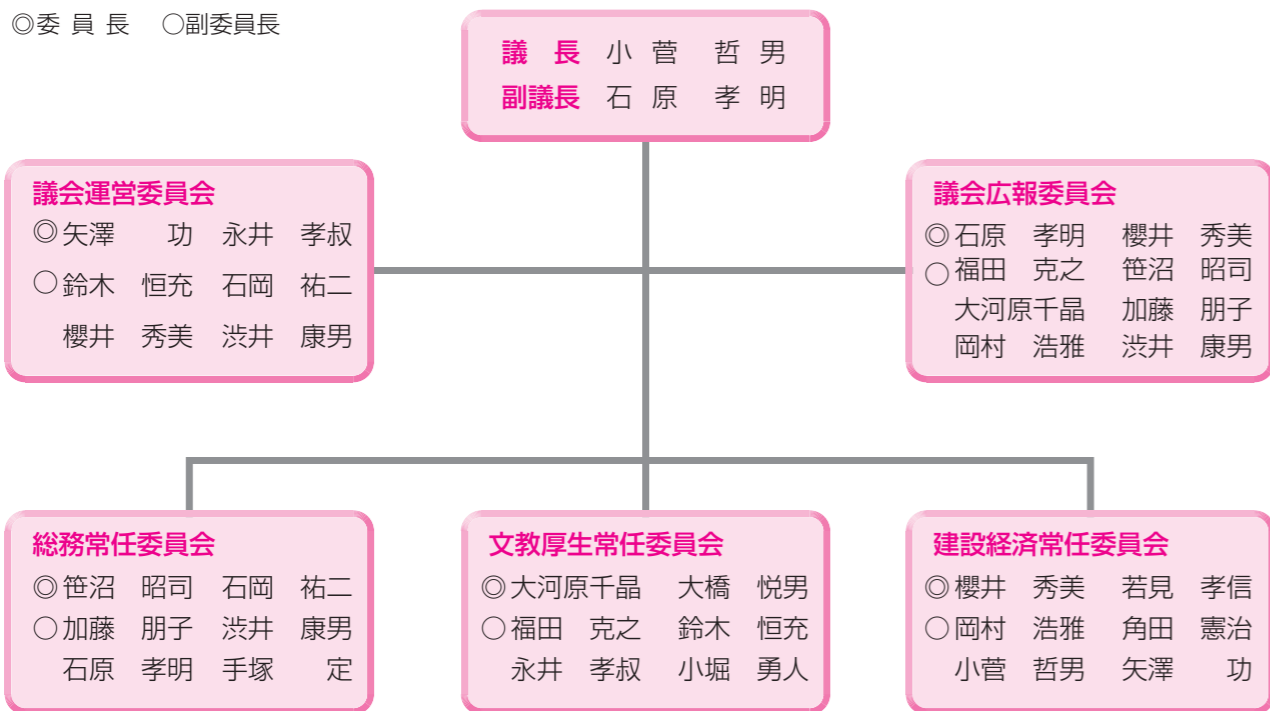 ◎委員長 ○副委員長
議長 小菅 哲男
副議長 石原 孝明
議会運営委員会
◎矢澤 功 永井 孝叔
○鈴木 恒充 石岡 祐二
櫻井 秀美 渋井 康男
議会広報委員会
◎石原 孝明 櫻井 秀美
○福田 克之 笹沼 昭司
大河原千晶 加藤 朋子
岡村 浩雅 渋井 康男
総務常任委員会
◎笹沼 昭司 石岡 祐二
○加藤 朋子 渋井 康男
石原 孝明 手塚 定
文教厚生常任委員会
◎大河原千晶 大橋 悦男
○福田 克之 鈴木 恒充
永井 孝叔 小堀 勇人
建設経済常任委員会
◎櫻井 秀美 若見 孝信
○岡村 浩雅 角田 憲治
小菅 哲男 矢澤 功